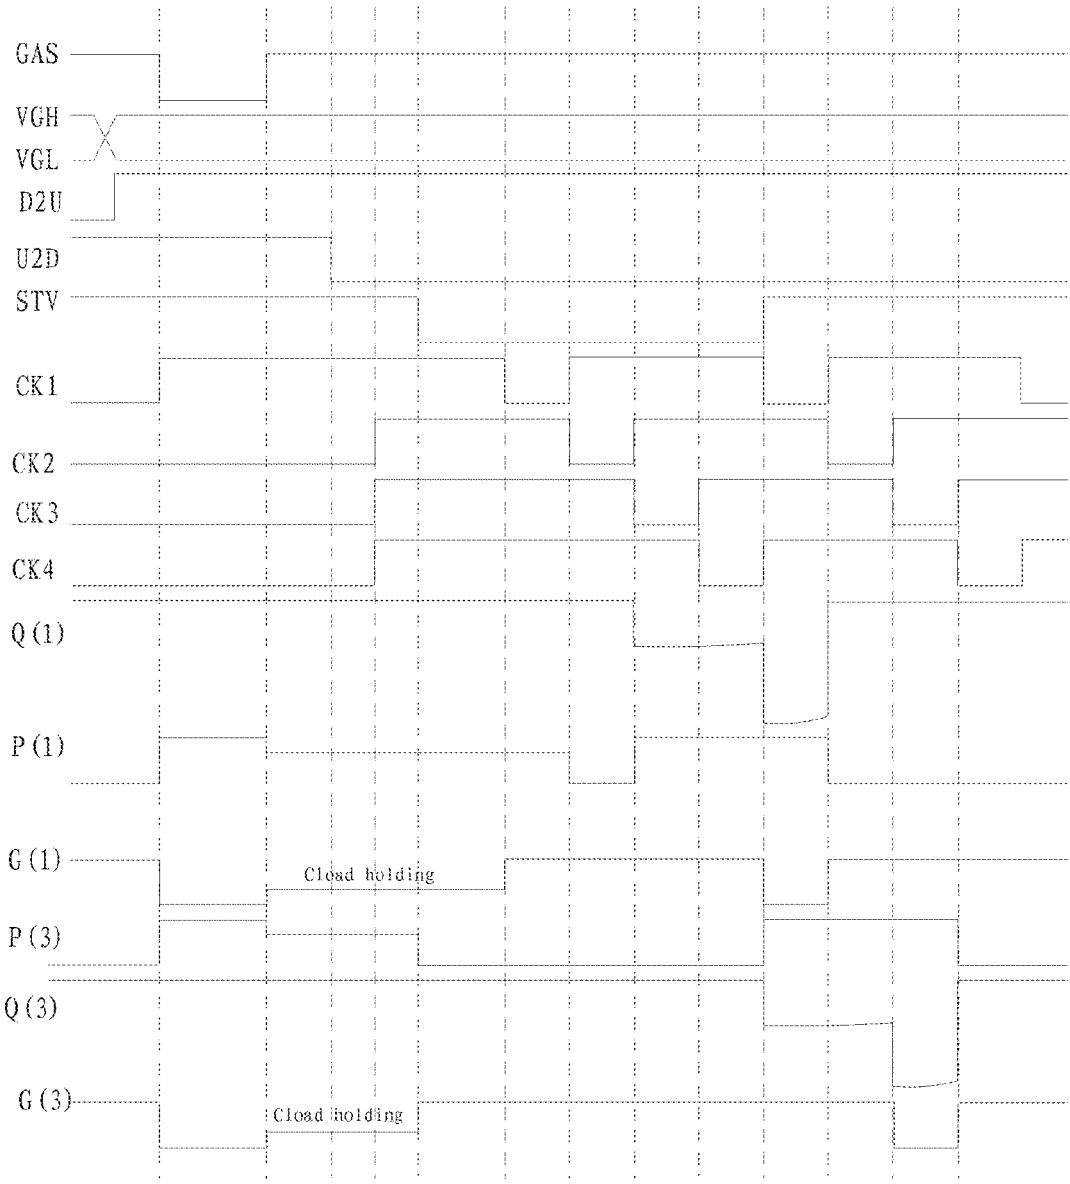 GAS
VGH
VGL
D2U
U2D
STV
CK1
CK2
CK3
CK4
Q(1)
P(1)
G(1)
Cload holding
P(3)
Q(3)
G(3)
Cload holding